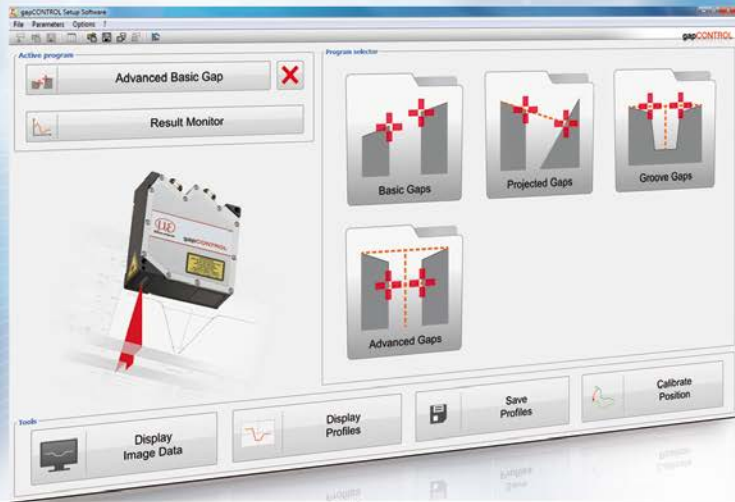 gapCONTROL Setup Software
File Parameters Options ?
gapCONTROL
Active program
Advanced Basic Gap
Result Monitor
Program selector
Basic Gaps
Projected Gaps
Groove Gaps
Advanced Gaps
gapCONTROL
Tools
Display
Image Data
Display
Profiles
Save
Profiles
Calibrate
Position